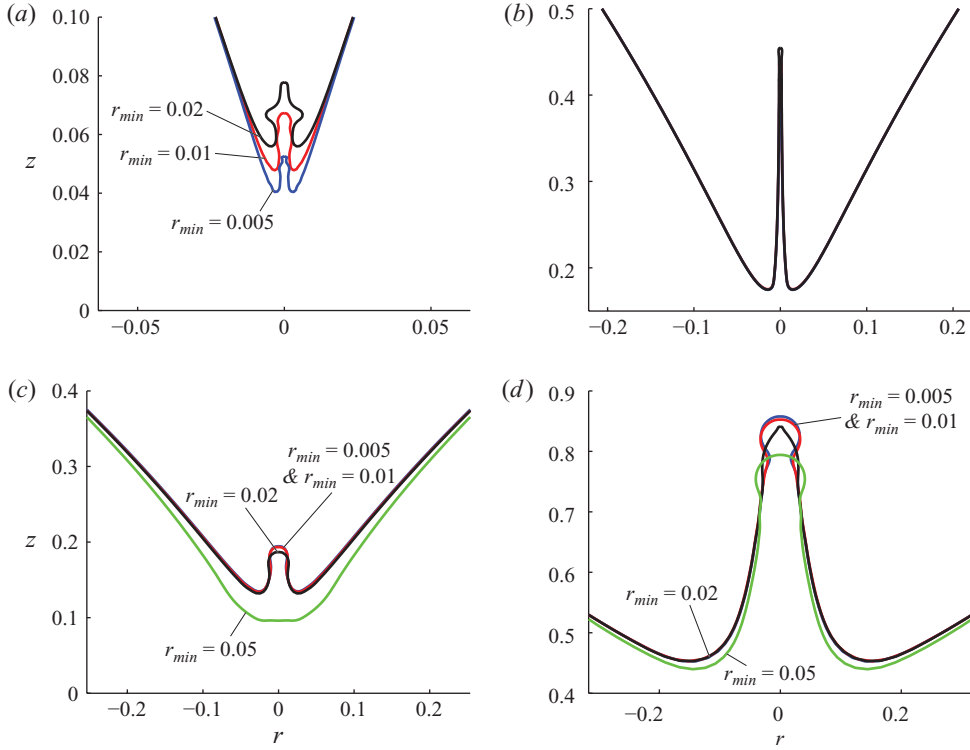 (a)
0.10
0.08
0.06
0.04
0.02
0
z
r_min = 0.02
r_min = 0.01
r_min = 0.005
−0.05
0
0.05
(b)
0.5
0.4
0.3
0.2
−0.2
−0.1
0
0.1
0.2
(c)
0.4
0.3
0.2
0.1
0
z
r_min = 0.005
& r_min = 0.01
r_min = 0.02
r_min = 0.05
−0.2
−0.1
0
0.1
0.2
r
(d)
0.9
0.8
0.7
0.6
0.5
0.4
r_min = 0.005
& r_min = 0.01
r_min = 0.02
r_min = 0.05
−0.2
0
0.2
r